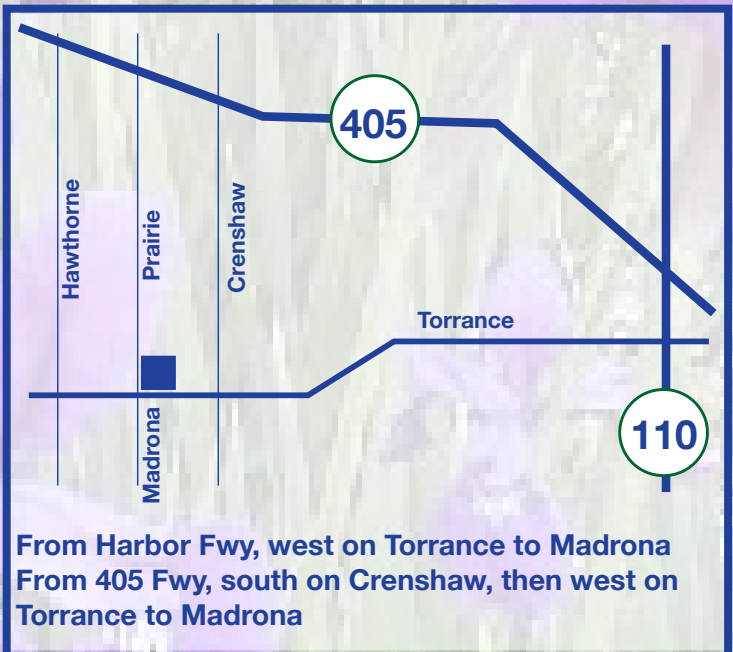 405
Hawthorne
Prairie
Crenshaw
Torrance
Madrona
110
From Harbor Fwy, west on Torrance to Madrona
From 405 Fwy, south on Crenshaw, then west on
Torrance to Madrona